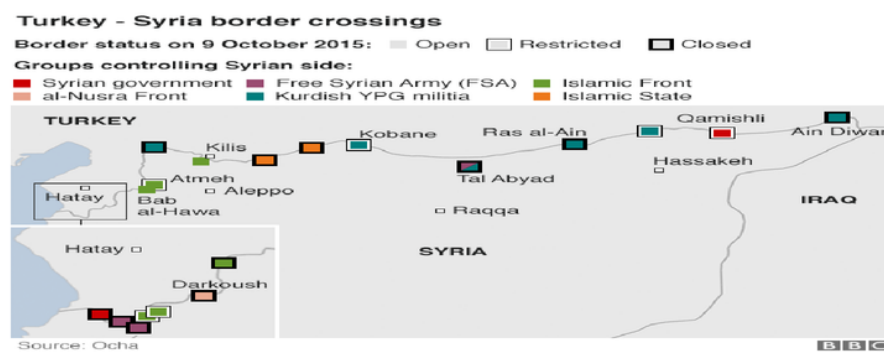 Turkey - Syria border crossings
Border status on 9 October 2015: Open Restricted Closed
Groups controlling Syrian side:
Syrian government Free Syrian Army (FSA) Islamic Front
al-Nusra Front Kurdish YPG militia Islamic State
TURKEY
Qamishli
Kilis
Kobane
Ras al-Ain
Ain Diwar
Atmeh
Aleppo
Tal Abyad
Hassakeh
Hatay
Bab
al-Hawa
Raqqa
IRAQ
SYRIA
Hatay
Darkoush
Source: Ocha
BBC